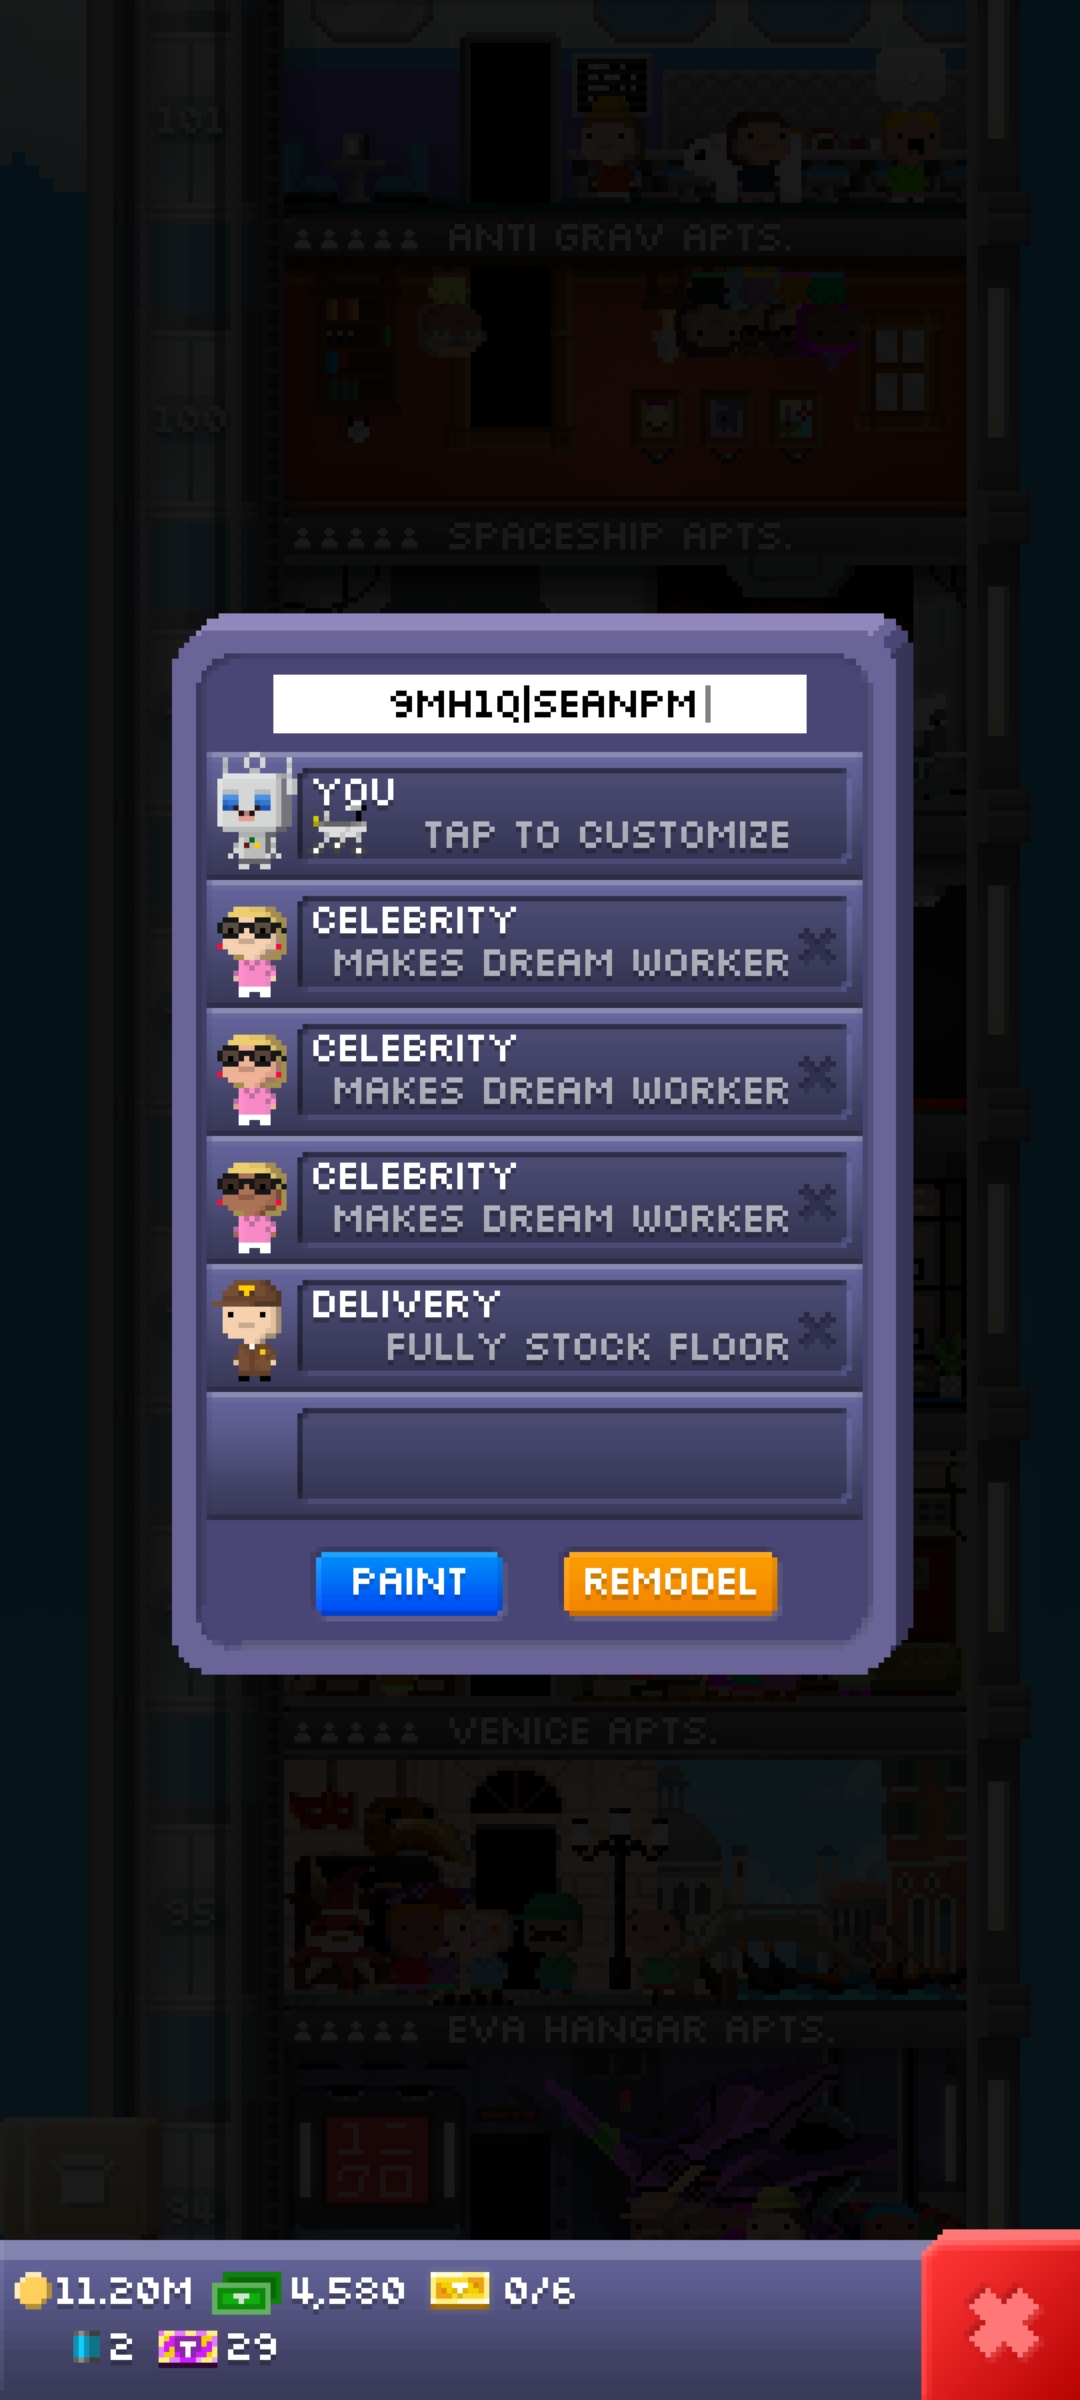 101
ANTI GRAV APTS.
100
SPACESHIP APTS.
9MH1Q|SEANPM
YOU
TAP TO CUSTOMIZE
CELEBRITY
MAKES DREAM WORKER
CELEBRITY
MAKES DREAM WORKER
CELEBRITY
MAKES DREAM WORKER
DELIVERY
FULLY STOCK FLOOR
PAINT REMODEL
VENICE APTS.
95
EVA HANGAR APTS.
94
11.20M 4,580 0/6
2 29